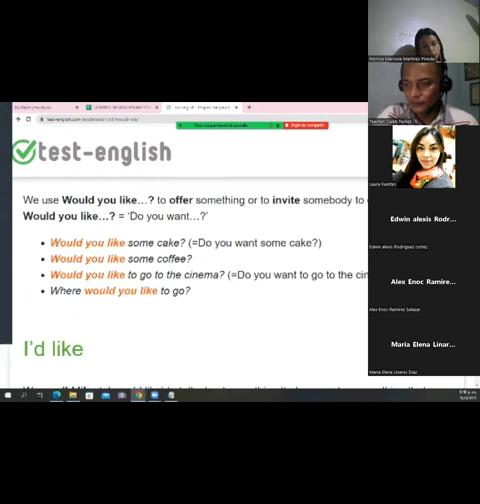 test-english
We use Would you like…? to offer something or to invite somebody to
Would you like…? = ‘Do you want…?’
• Would you like some cake? (=Do you want some cake?)
• Would you like some coffee?
• Would you like to go to the cinema? (=Do you want to go to the cin
• Where would you like to go?
I’d like
Monica Marcela Martinez Pineda
Teacher: Caleb Nuñez
Laura Fuentes
Edwin alexis Rodr...
Edwin alexis Rodriguez cortez
Alex Enoc Ramire...
Alex Enoc Ramirez Salazar
Maria Elena Linar...
Maria Elena Linares Diaz